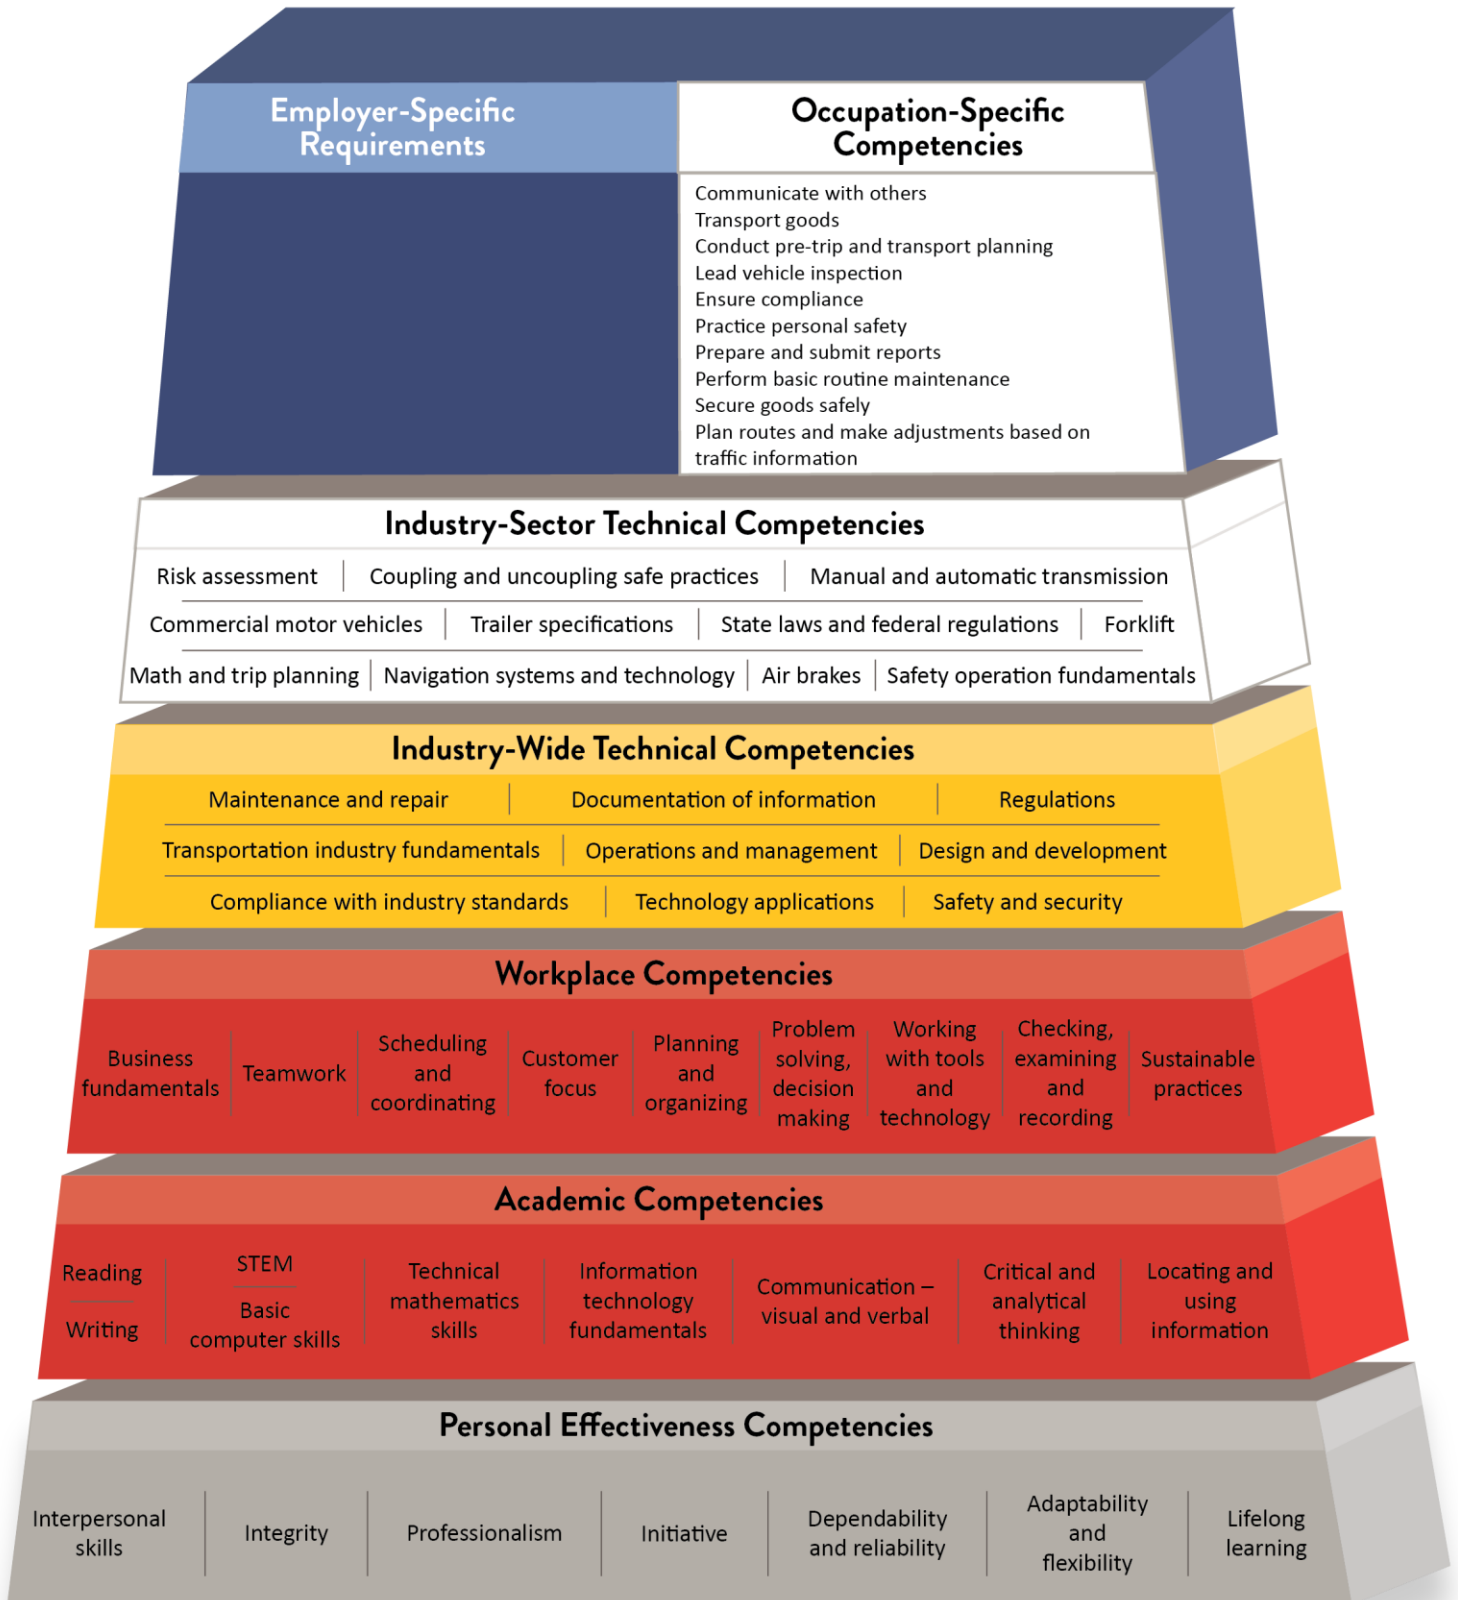 Employer-Specific
Requirements
Occupation-Specific
Competencies
Communicate with others
Transport goods
Conduct pre-trip and transport planning
Lead vehicle inspection
Ensure compliance
Practice personal safety
Prepare and submit reports
Perform basic routine maintenance
Secure goods safely
Plan routes and make adjustments based on
traffic information
Industry-Sector Technical Competencies
Risk assessment
Coupling and uncoupling safe practices
Manual and automatic transmission
Commercial motor vehicles
Trailer specifications
State laws and federal regulations
Forklift
Math and trip planning
Navigation systems and technology
Air brakes
Safety operation fundamentals
Industry-Wide Technical Competencies
Maintenance and repair
Documentation of information
Regulations
Transportation industry fundamentals
Operations and management
Design and development
Compliance with industry standards
Technology applications
Safety and security
Workplace Competencies
Business
fundamentals
Teamwork
Scheduling
and
coordinating
Customer
focus
Planning
and
organizing
Problem
solving,
decision
making
Working
with tools
and
technology
Checking,
examining
and
recording
Sustainable
practices
Academic Competencies
Reading
Writing
STEM
Basic
computer skills
Technical
mathematics
skills
Information
technology
fundamentals
Communication –
visual and verbal
Critical and
analytical
thinking
Locating and
using
information
Personal Effectiveness Competencies
Interpersonal
skills
Integrity
Professionalism
Initiative
Dependability
and reliability
Adaptability
and
flexibility
Lifelong
learning